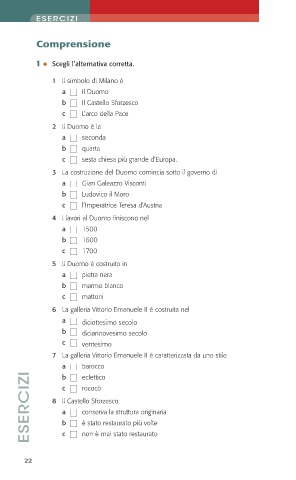 ESERCIZI
Comprensione
1 • Scegli l'alternativa corretta.
1 Il simbolo di Milano è
a Il Duomo
b Il Castello Sforzesco
c L'arco della Pace
2 Il Duomo è la
a seconda
b quarta
c sesta chiesa più grande d'Europa.
3 La costruzione del Duomo comincia sotto il governo di
a Gian Galeazzo Visconti
b Ludovico il Moro
c l'Imperatrice Teresa d'Austria
4 I lavori al Duomo finiscono nel
a 1500
b 1600
c 1700
5 Il Duomo è costruito in
a pietra nera
b marmo bianco
c mattoni
6 La galleria Vittorio Emanuele II è costruita nel
a diciottesimo secolo
b diciannovesimo secolo
c ventesimo
7 La galleria Vittorio Emanuele II è caratterizzata da uno stile
a barocco
b eclettico
c rococò
8 Il Castello Sforzesco
a conserva la struttura originaria
b è stato restaurato più volte
c non è mai stato restaurato
ESERCIZI
22